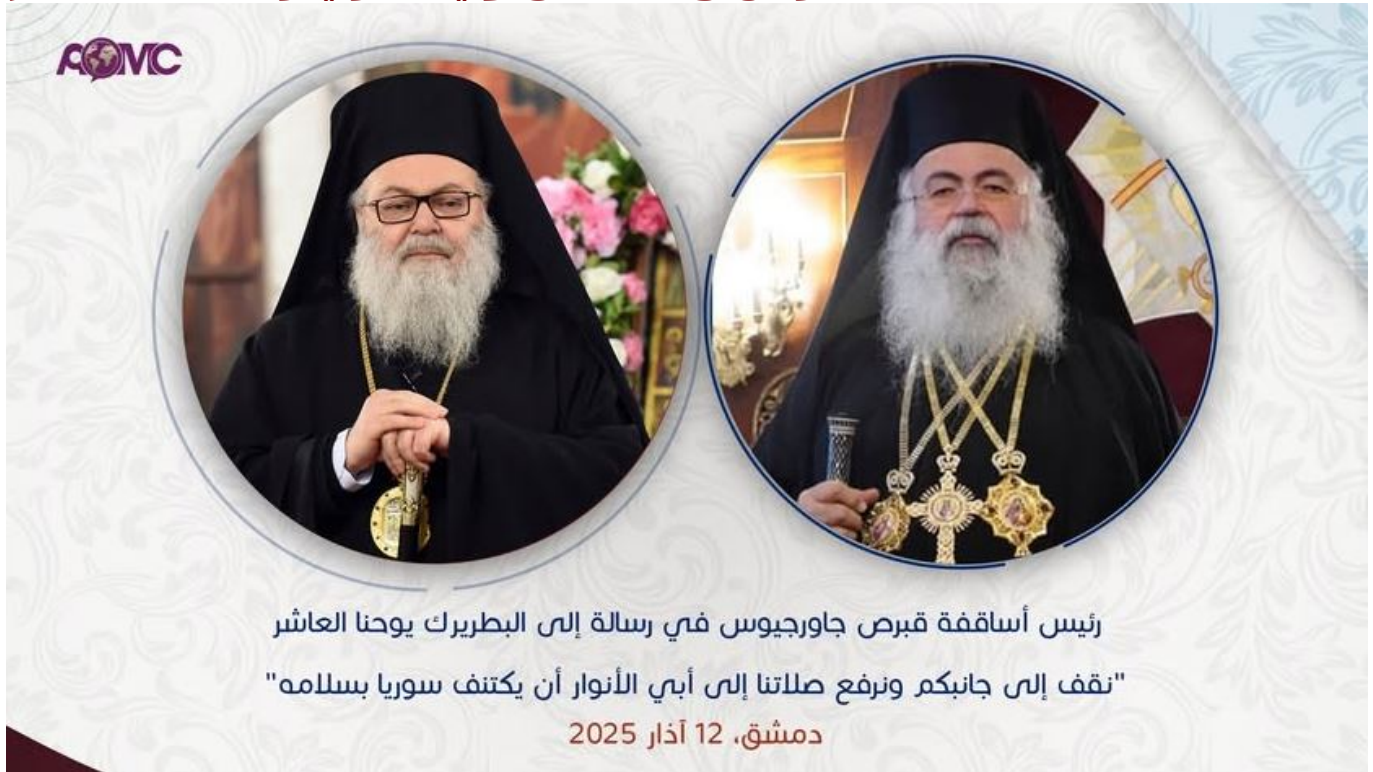 AOMC
رئيس أساقفة قبرص جاورجيوس في رسالة إلى البطريرك يوحنا العاشر
"نقف إلى جانبكم ونرفع صلاتنا إلى أبي الأنوار أن يكتنف سوريا بسلامه"
دمشق، 12 آذار 2025